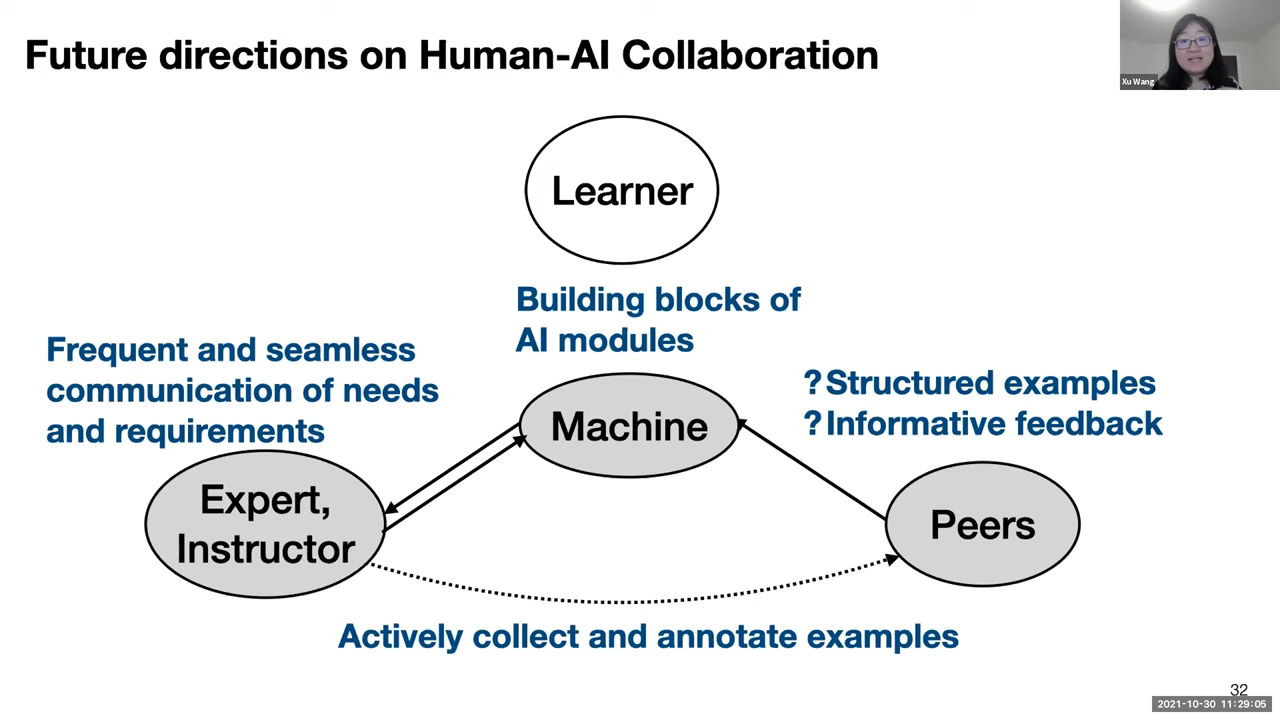 Future directions on Human-AI Collaboration
Xu Wang
Learner
Building blocks of
AI modules
Frequent and seamless
communication of needs
and requirements
? Structured examples
? Informative feedback
Machine
Expert,
Instructor
Peers
Actively collect and annotate examples
32
2021-10-30 11:29:05